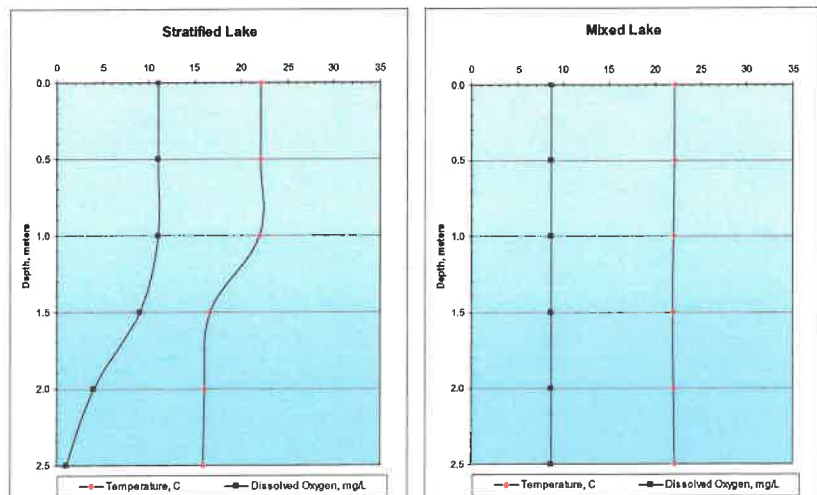 Stratified Lake
0 5 10 15 20 25 30 35
0.0
0.5
1.0
1.5
2.0
2.5
Depth, meters
Temperature, C Dissolved Oxygen, mg/L
Mixed Lake
0 5 10 15 20 25 30 35
0.0
0.5
1.0
1.5
2.0
2.5
Depth, meters
Temperature, C Dissolved Oxygen, mg/L